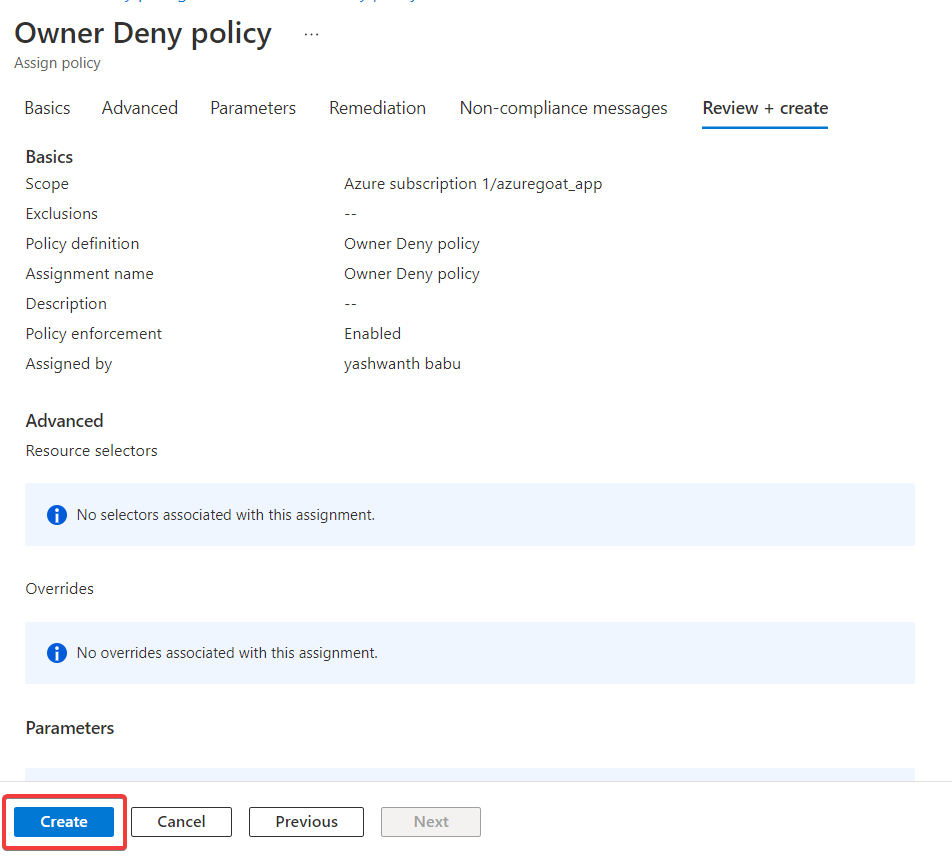 Owner Deny policy ...
Assign policy
Basics Advanced Parameters Remediation Non-compliance messages Review + create
Basics
Scope Azure subscription 1/azuregoat_app
Exclusions --
Policy definition Owner Deny policy
Assignment name Owner Deny policy
Description --
Policy enforcement Enabled
Assigned by yashwanth babu
Advanced
Resource selectors
No selectors associated with this assignment.
Overrides
No overrides associated with this assignment.
Parameters
Create Cancel Previous Next